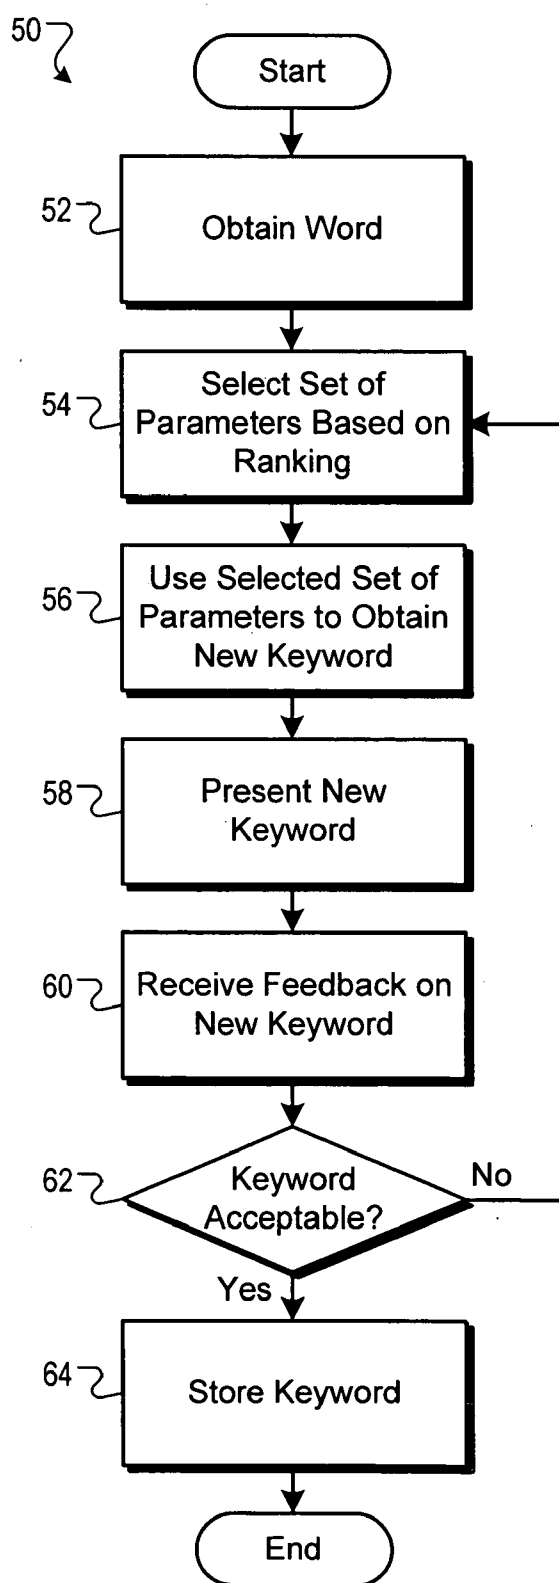 50
Start
52
Obtain Word
54
Select Set of
Parameters Based on
Ranking
56
Use Selected Set of
Parameters to Obtain
New Keyword
58
Present New
Keyword
60
Receive Feedback on
New Keyword
62
Keyword
Acceptable?
No
Yes
64
Store Keyword
End